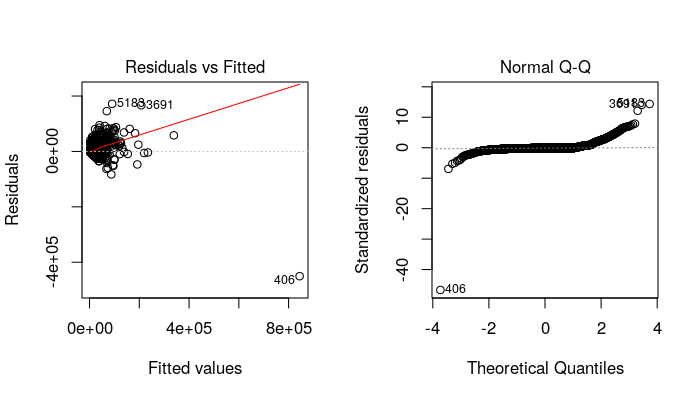 Residuals vs Fitted
Residuals
0e+00
-4e+05
5183
33691
406
0e+00
4e+05
8e+05
Fitted values
Normal Q-Q
Standardized residuals
10
0
-20
-40
5183
406
-4
-2
0
2
4
Theoretical Quantiles